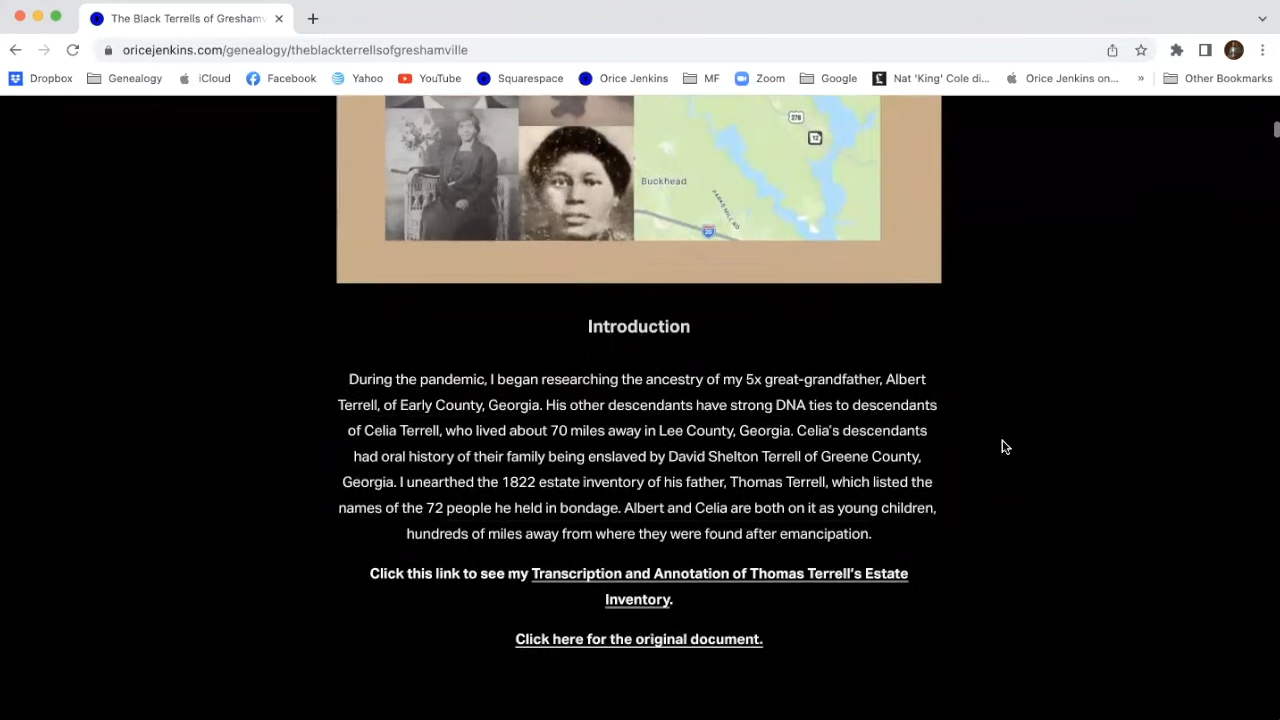 The Black Terrells of Greshamv
oricejenkins.com/genealogy/theblackterrellsofgreshamville
Dropbox Genealogy iCloud Facebook Yahoo YouTube Squarespace Orice Jenkins MF Zoom Google Nat 'King' Cole di... Orice Jenkins on... » Other Bookmarks
278
12
Buckhead
PARKS MILL RD
20
Introduction
During the pandemic, I began researching the ancestry of my 5x great-grandfather, Albert
Terrell, of Early County, Georgia. His other descendants have strong DNA ties to descendants
of Celia Terrell, who lived about 70 miles away in Lee County, Georgia. Celia's descendants
had oral history of their family being enslaved by David Shelton Terrell of Greene County,
Georgia. I unearthed the 1822 estate inventory of his father, Thomas Terrell, which listed the
names of the 72 people he held in bondage. Albert and Celia are both on it as young children,
hundreds of miles away from where they were found after emancipation.
Click this link to see my Transcription and Annotation of Thomas Terrell's Estate
Inventory.
Click here for the original document.